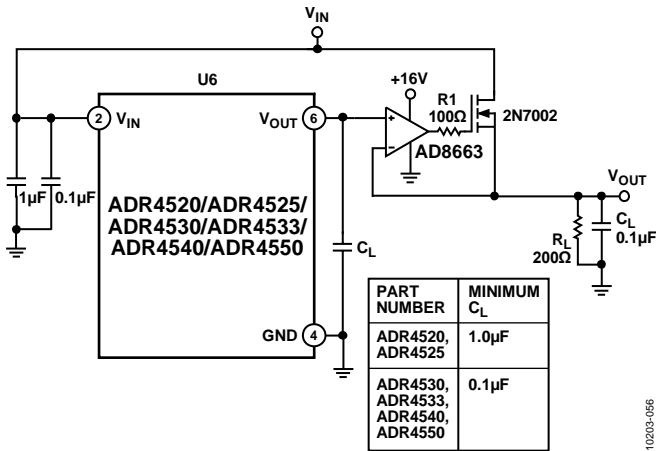 V_IN
U6
2
V_IN
V_OUT
6
+16V
R1
100Ω
2N7002
+
–
AD8663
V_OUT
1µF
0.1µF
ADR4520/ADR4525/
ADR4530/ADR4533/
ADR4540/ADR4550
C_L
R_L
200Ω
C_L
0.1µF
GND
4
PART
NUMBER
MINIMUM
C_L
ADR4520,
ADR4525
1.0µF
ADR4530,
ADR4533,
ADR4540,
ADR4550
0.1µF
10203-056